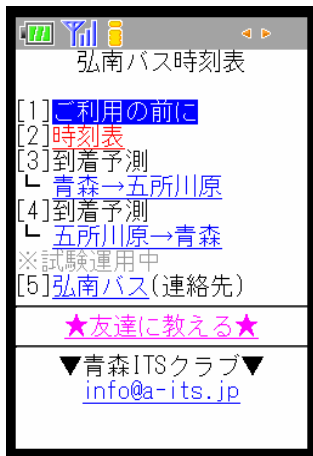 弘南バス時刻表
[1]ご利用の前に
[2]時刻表
[3]到着予測
┗ 青森→五所川原
[4]到着予測
┗ 五所川原→青森
※試験運用中
[5]弘南バス(連絡先)
★友達に教える★
▼青森ITSクラブ▼
info@a-its.jp